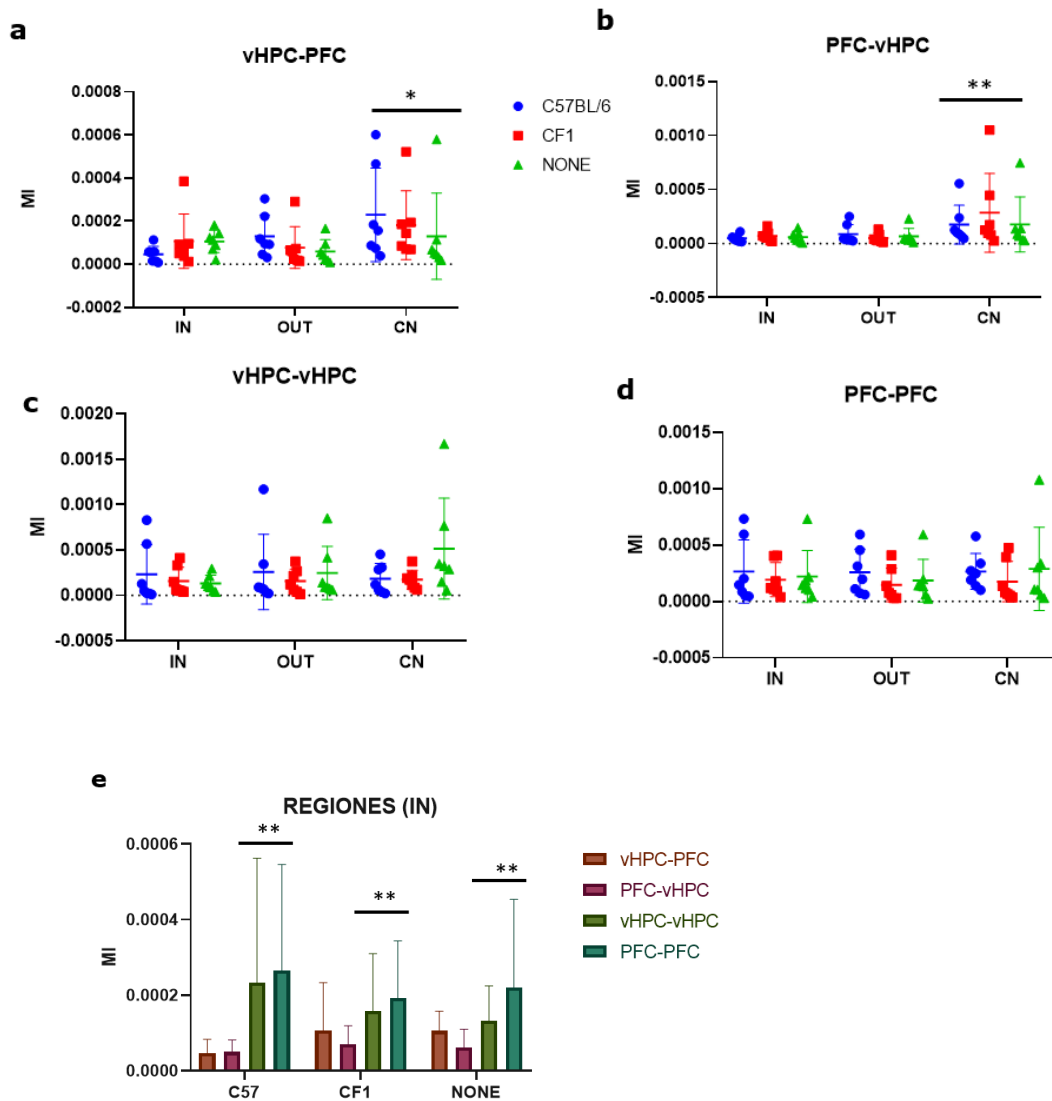 a
vHPC-PFC
0.0008
0.0006
0.0004
0.0002
0.0000
-0.0002
MI
*
IN
OUT
CN
C57BL/6
CF1
NONE
b
PFC-vHPC
0.0015
0.0010
0.0005
0.0000
-0.0005
MI
**
IN
OUT
CN
c
vHPC-vHPC
0.0020
0.0015
0.0010
0.0005
0.0000
-0.0005
MI
IN
OUT
CN
d
PFC-PFC
0.0015
0.0010
0.0005
0.0000
-0.0005
MI
IN
OUT
CN
e
REGIONES (IN)
0.0006
0.0004
0.0002
0.0000
MI
**
**
**
C57
CF1
NONE
vHPC-PFC
PFC-vHPC
vHPC-vHPC
PFC-PFC